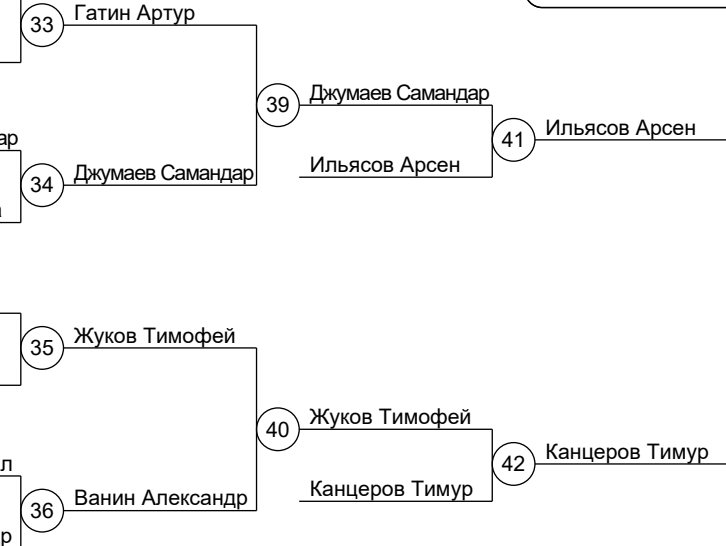 33 Гатин Артур
39 Джумаев Самандар
41 Ильясов Арсен
Ильясов Арсен
34 Джумаев Самандар
35 Жуков Тимофей
40 Жуков Тимофей
42 Канцеров Тимур
Канцеров Тимур
36 Ванин Александр